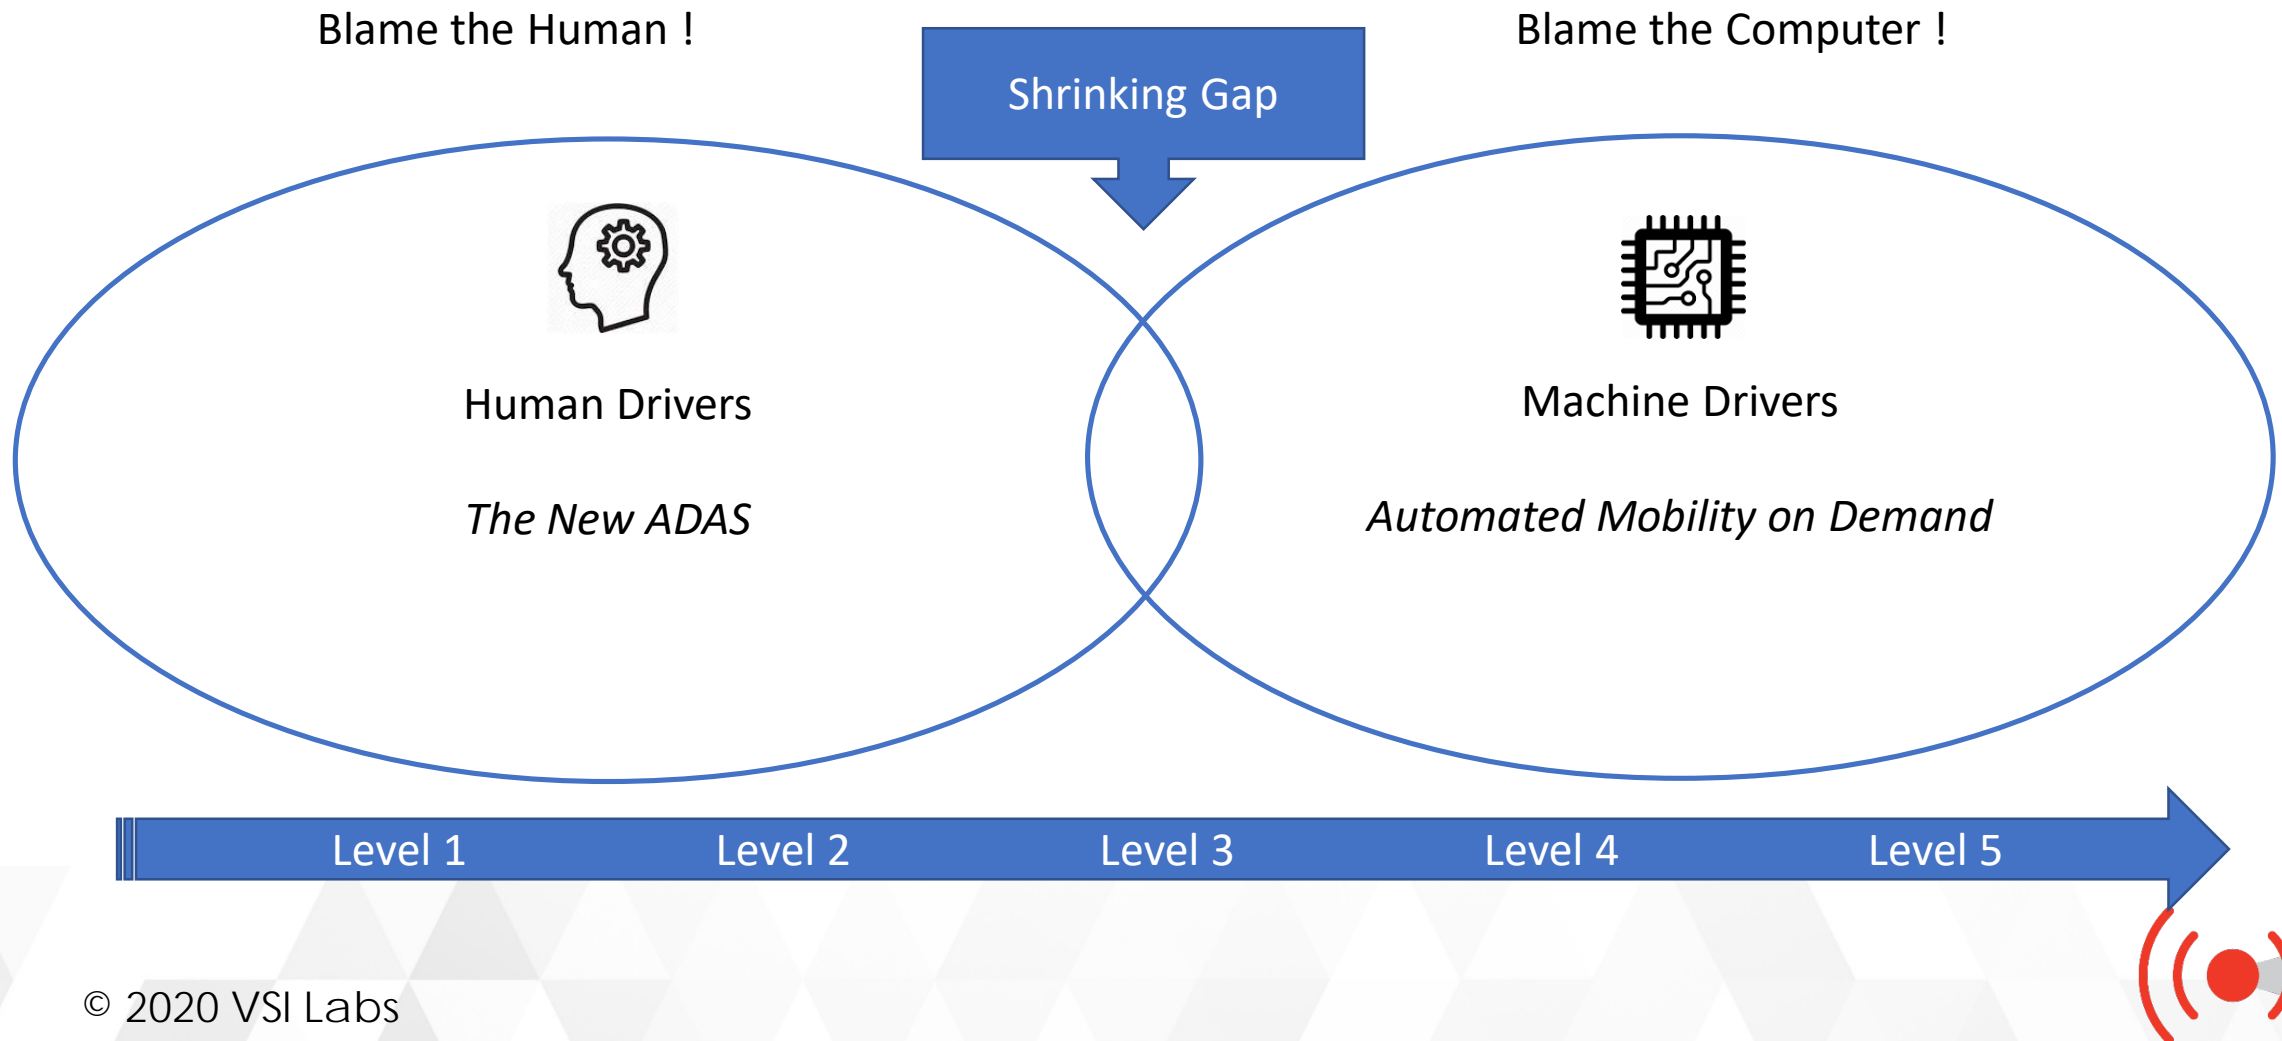 Blame the Human !
Blame the Computer !
Shrinking Gap
Human Drivers
Machine Drivers
The New ADAS
Automated Mobility on Demand
Level 1
Level 2
Level 3
Level 4
Level 5
© 2020 VSI Labs